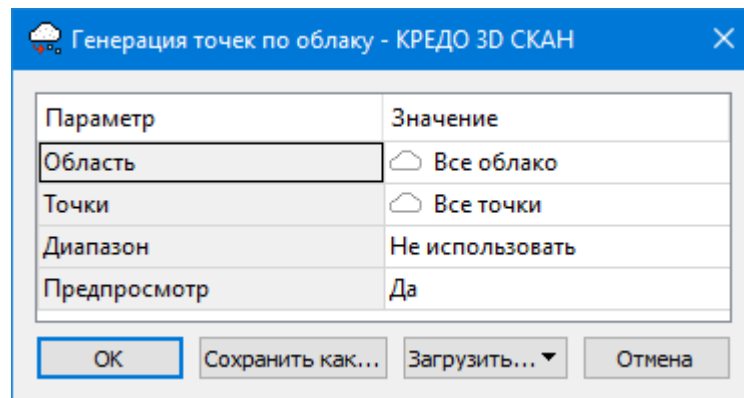 Генерация точек по облаку - КРЕДО 3D СКАН
Параметр Значение
Область Все облако
Точки Все точки
Диапазон Не использовать
Предпросмотр Да
ОК Сохранить как... Загрузить... Отмена